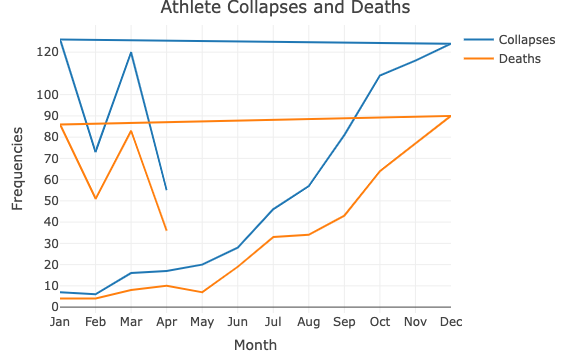 Athlete Collapses and Deaths
Collapses
Deaths
Frequencies
120
100
90
80
70
60
50
40
30
20
10
0
Jan Feb Mar Apr May Jun Jul Aug Sep Oct Nov Dec
Month